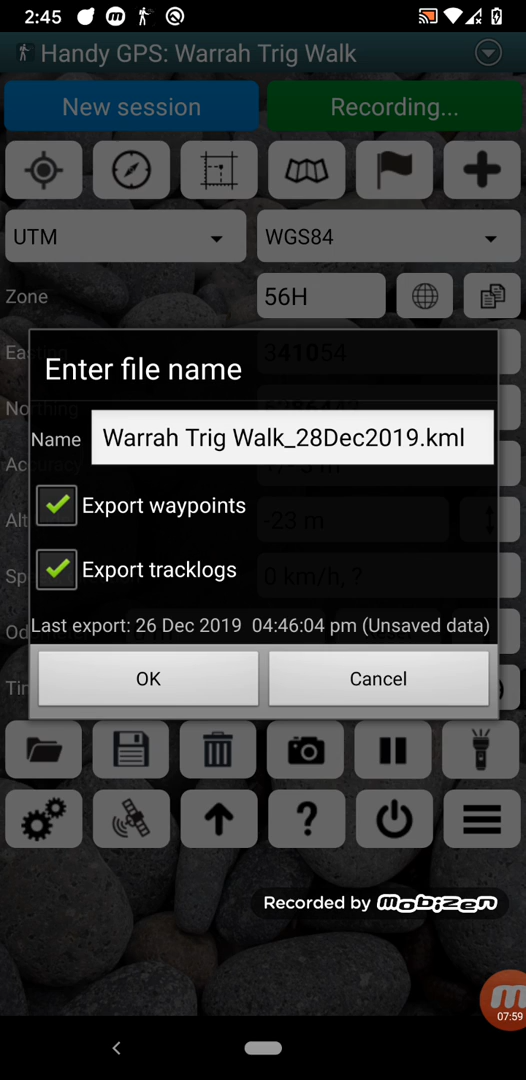 2:45
Handy GPS: Warrah Trig Walk
New session
Recording...
UTM
WGS84
Zone
56H
341054
Enter file name
Name
Warrah Trig Walk_28Dec2019.kml
Export waypoints
-23 m
Export tracklogs
0 km/h, ?
Last export: 26 Dec 2019 04:46:04 pm (Unsaved data)
OK
Cancel
?
Recorded by mobizen
07:59